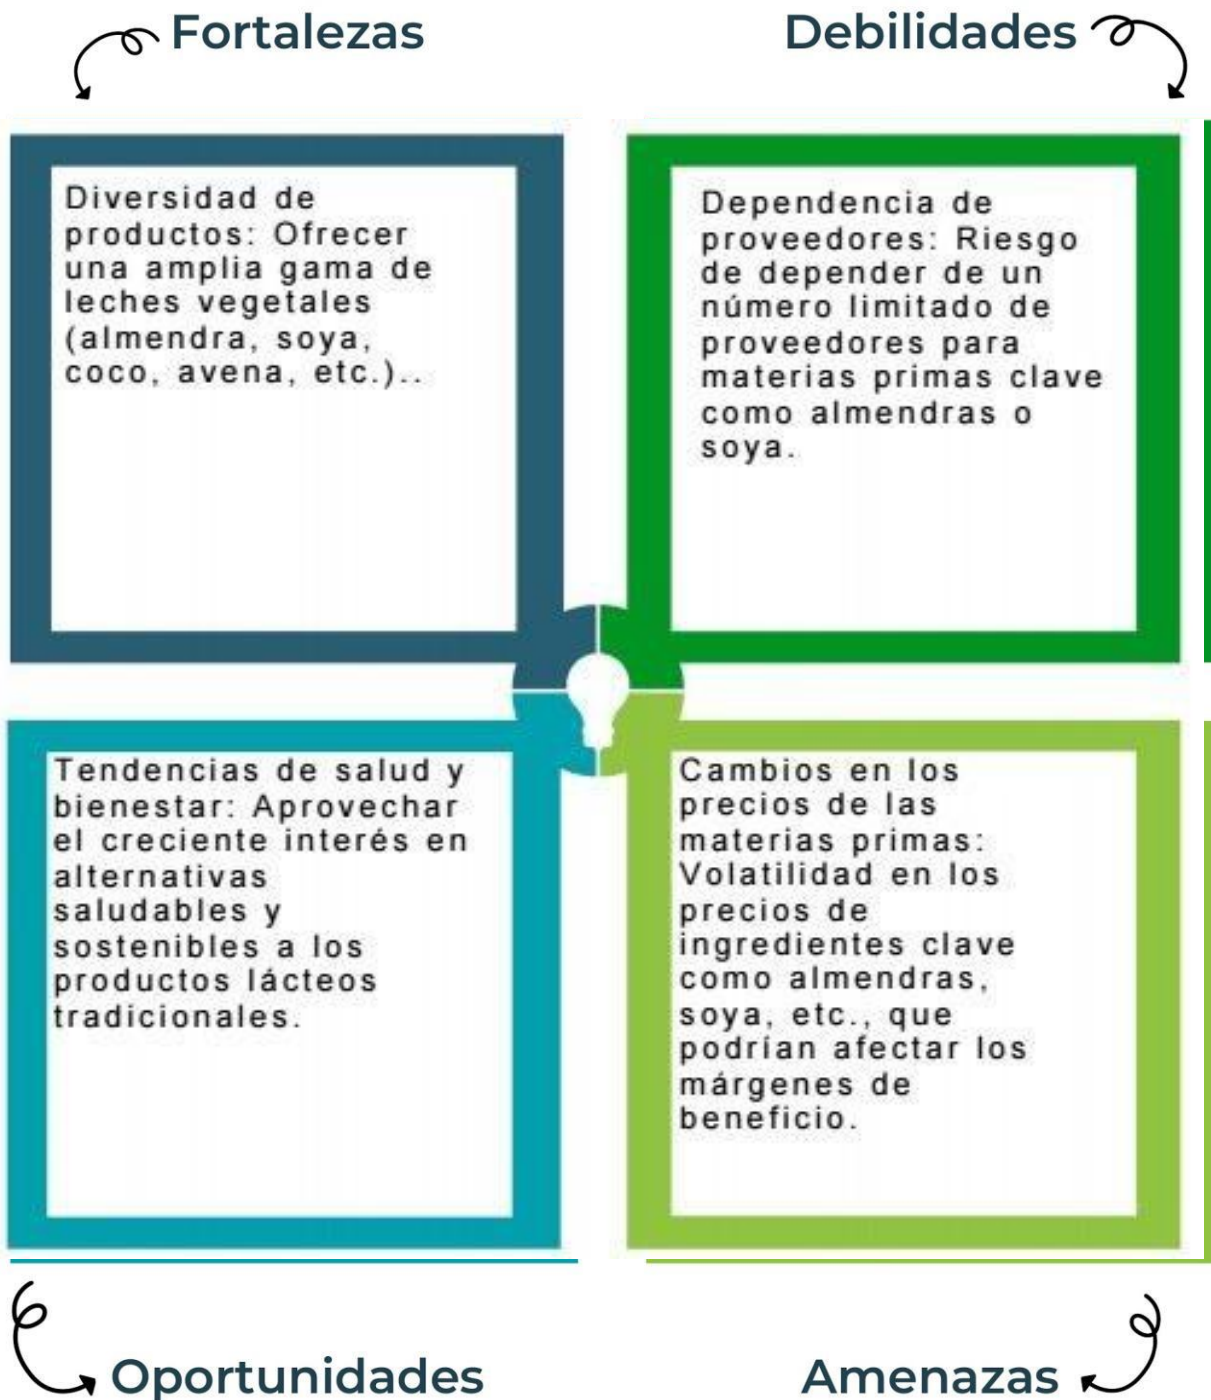 Fortalezas
Debilidades
Diversidad de
productos: Ofrecer
una amplia gama de
leches vegetales
(almendra, soya,
coco, avena, etc.)..
Dependencia de
proveedores: Riesgo
de depender de un
número limitado de
proveedores para
materias primas clave
como almendras o
soya.
Tendencias de salud y
bienestar: Aprovechar
el creciente interés en
alternativas
saludables y
sostenibles a los
productos lácteos
tradicionales.
Cambios en los
precios de las
materias primas:
Volatilidad en los
precios de
ingredientes clave
como almendras,
soya, etc., que
podrían afectar los
márgenes de
beneficio.
Oportunidades
Amenazas